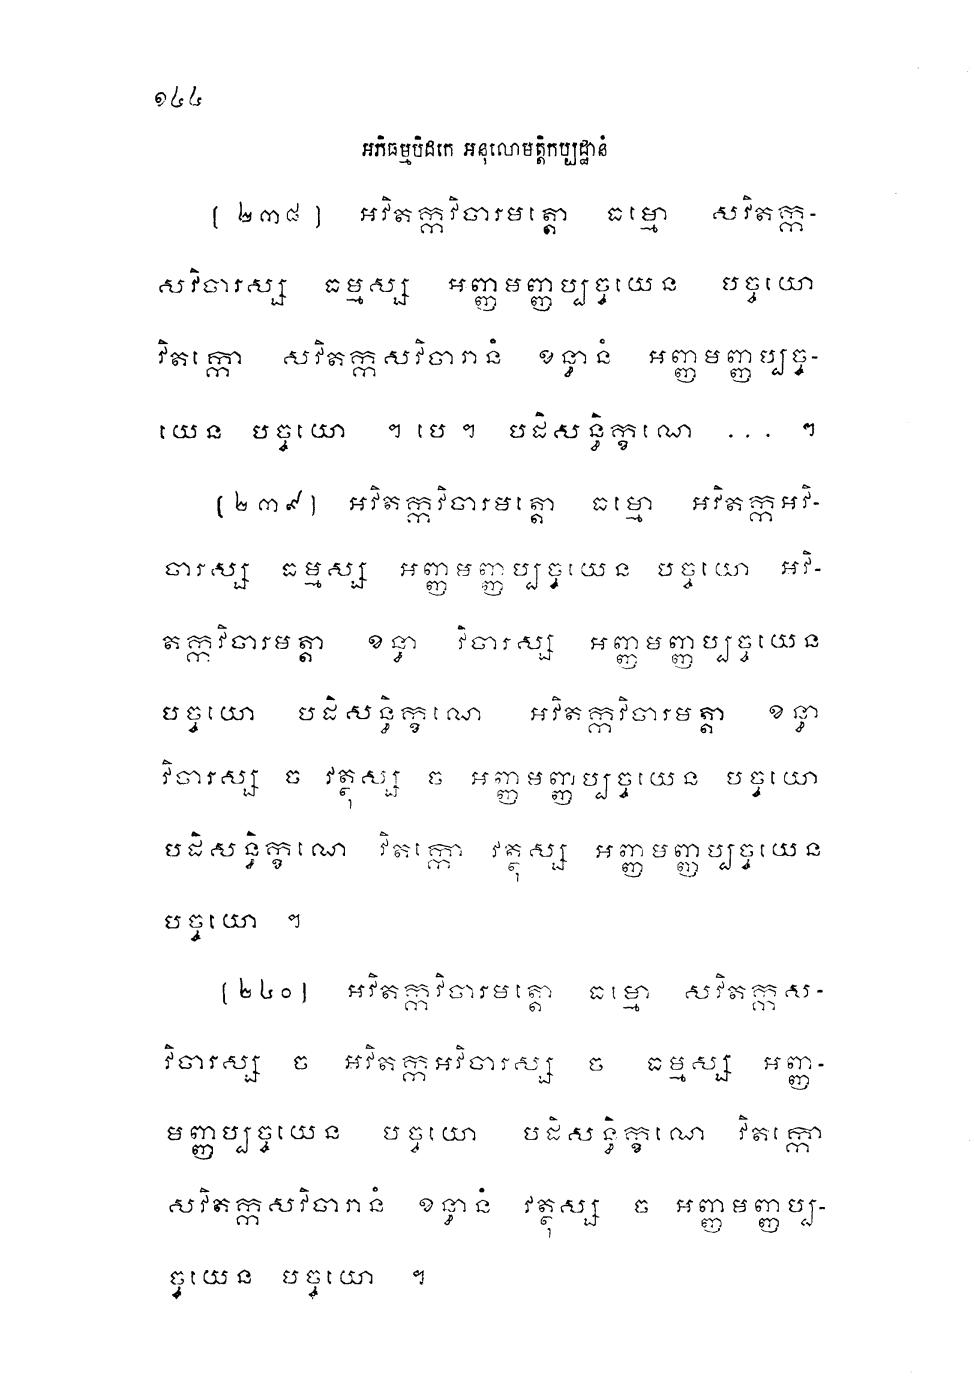 ១៤៤
អភិធម្មបិដកេ អនុលោមត្តិកប្បដ្ឋានំ
[២៣៨] អវិតក្កវិចារមត្តោ ធម្មោ សវិតក្ក-
សវិចារស្ស ធម្មស្ស អញ្ញមញ្ញប្បច្ចយេន បច្ចយោ
វិតក្កោ សវិតក្កសវិចារានំ ខន្ធានំ អញ្ញមញ្ញប្បច្ច-
យេន បច្ចយោ ។ បេ ។ បដិសន្ធិក្ខណេ ... ។
[២៣៩] អវិតក្កវិចារមត្តោ ធម្មោ អវិតក្កអវិ-
ចារស្ស ធម្មស្ស អញ្ញមញ្ញប្បច្ចយេន បច្ចយោ អវិ-
តក្កវិចារមត្តា ខន្ធា វិចារស្ស អញ្ញមញ្ញប្បច្ចយេន
បច្ចយោ បដិសន្ធិក្ខណេ អវិតក្កវិចារមត្តា ខន្ធា
វិចារស្ស ច វត្ថុស្ស ច អញ្ញមញ្ញប្បច្ចយេន បច្ចយោ
បដិសន្ធិក្ខណេ វិតក្កោ វត្ថុស្ស អញ្ញមញ្ញប្បច្ចយេន
បច្ចយោ ។
[២៤០] អវិតក្កវិចារមត្តោ ធម្មោ សវិតក្កស-
វិចារស្ស ច អវិតក្កអវិចារស្ស ច ធម្មស្ស អញ្ញ-
មញ្ញប្បច្ចយេន បច្ចយោ បដិសន្ធិក្ខណេ វិតក្កោ
សវិតក្កសវិចារានំ ខន្ធានំ វត្ថុស្ស ច អញ្ញមញ្ញប្ប-
ច្ចយេន បច្ចយោ ។